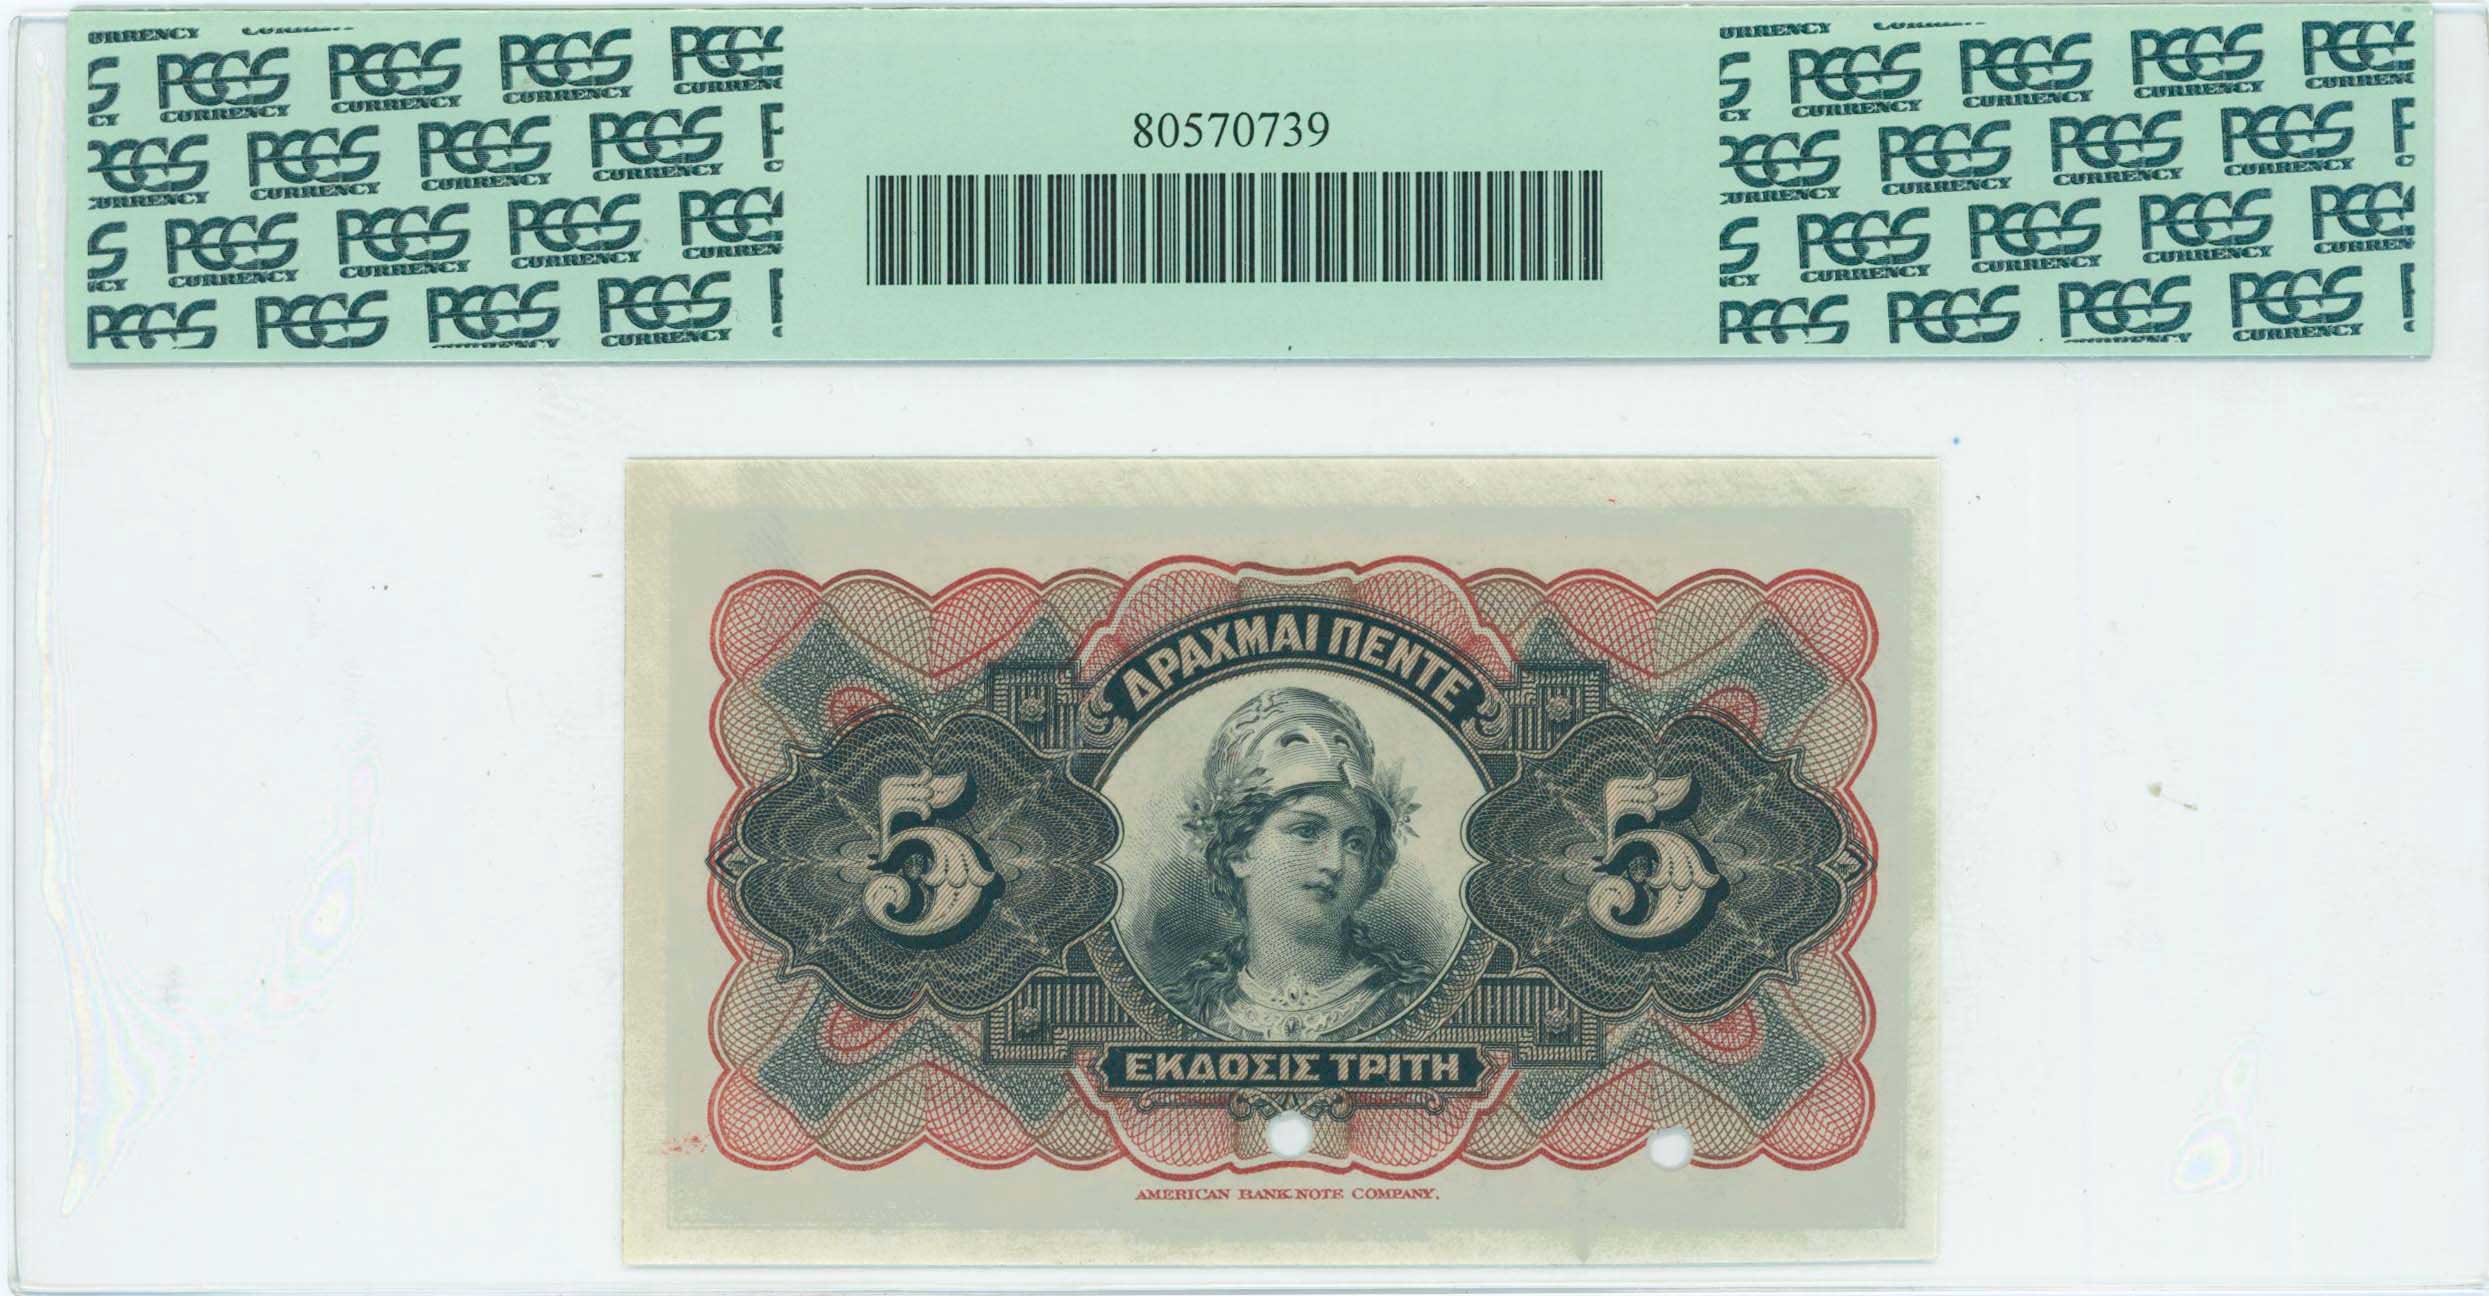 80570739
ΔΡΑΧΜΑΙ ΠΕΝΤΕ
5 5
ΕΚΔΟΣΙΣ ΤΡΙΤΗ
AMERICAN BANK NOTE COMPANY.
PCGS CURRENCY